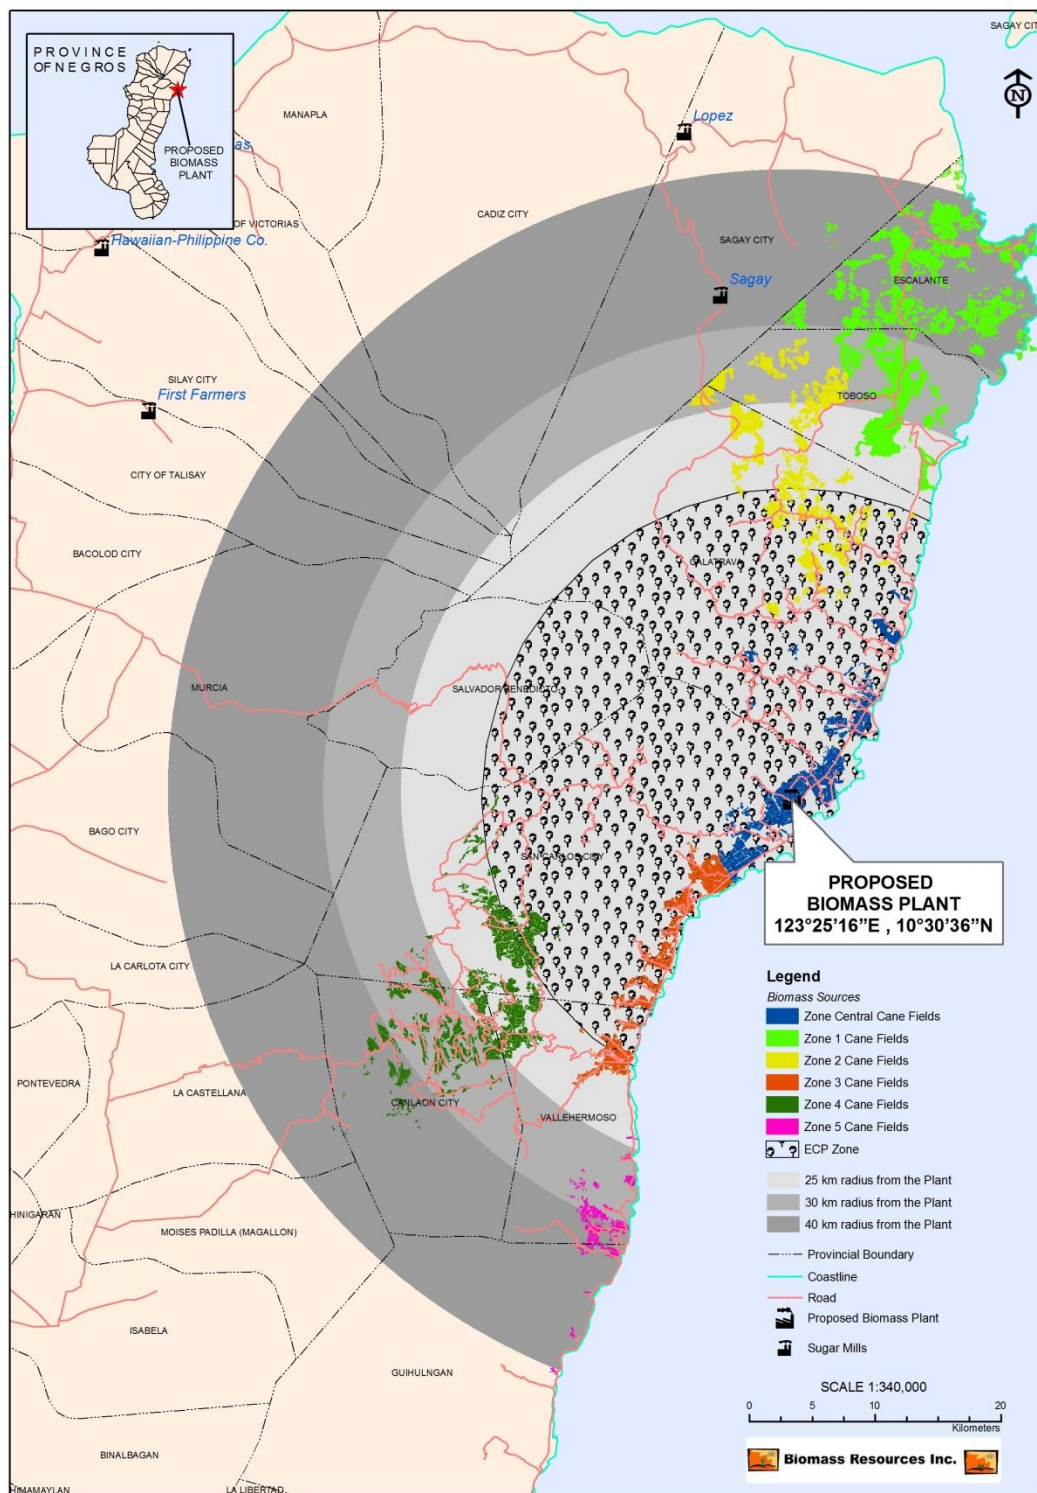 SAGAY CIT
PROVINCE
OF NEGROS
PROPOSED
BIOMASS
PLANT
N
MANAPLA
Lopez
as
OF VICTORIAS
CADIZ CITY
Hawaiian-Philippine Co.
SAGAY CITY
Sagay
ESCALANTE
SILAY CITY
First Farmers
TOBOSO
CITY OF TALISAY
BACOLOD CITY
CALATRAVA
MURCIA
SALVADOR BENEDICTO
BAGO CITY
SAN CARLOS CITY
PROPOSED
BIOMASS PLANT
123°25'16"E , 10°30'36"N
LA CARLOTA CITY
PONTEVEDRA
LA CASTELLANA
CANLAON CITY
VALLEHERMOSO
HINIGARAN
MOISES PADILLA (MAGALLON)
ISABELA
GUIHULNGAN
BINALBAGAN
HIMAMAYLAN
LA LIBERTAD
Legend
Biomass Sources
Zone Central Cane Fields
Zone 1 Cane Fields
Zone 2 Cane Fields
Zone 3 Cane Fields
Zone 4 Cane Fields
Zone 5 Cane Fields
ECP Zone
25 km radius from the Plant
30 km radius from the Plant
40 km radius from the Plant
Provincial Boundary
Coastline
Road
Proposed Biomass Plant
Sugar Mills
SCALE 1:340,000
0 5 10 20
Kilometers
Biomass Resources Inc.